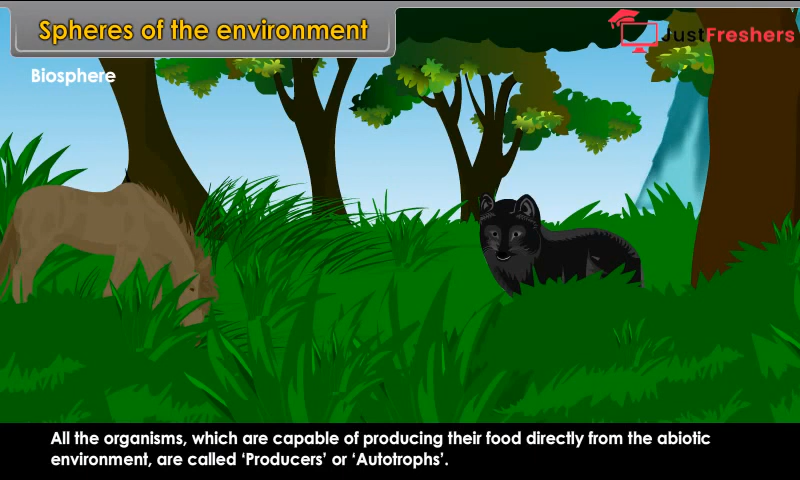 Spheres of the environment
JustFreshers
Biosphere
All the organisms, which are capable of producing their food directly from the abiotic
environment, are called ‘Producers’ or ‘Autotrophs’.